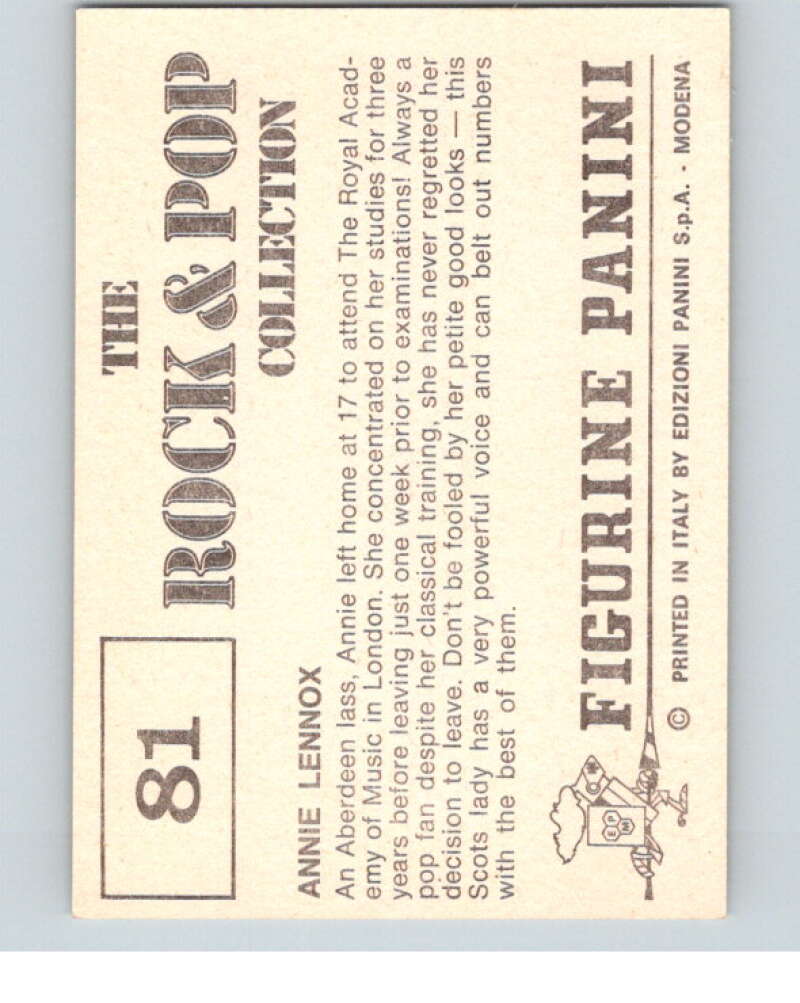 81
THE
ROCK & POP
COLLECTION
ANNIE LENNOX
An Aberdeen lass, Annie left home at 17 to attend The Royal Acad-
emy of Music in London. She concentrated on her studies for three
years before leaving just one week prior to examinations! Always a
pop fan despite her classical training, she has never regretted her
decision to leave. Don't be fooled by her petite good looks — this
Scots lady has a very powerful voice and can belt out numbers
with the best of them.
EPM
FIGURINE PANINI
© PRINTED IN ITALY BY EDIZIONI PANINI S.p.A. - MODENA